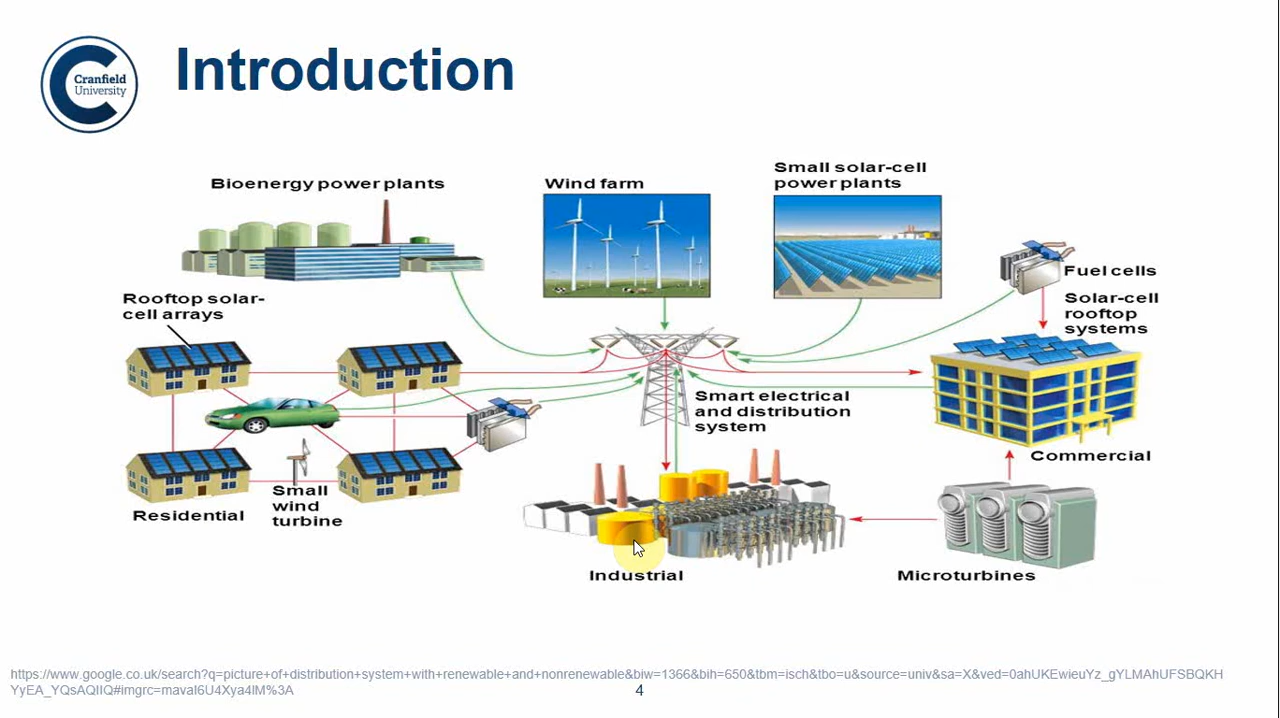 Cranfield
University
Introduction
Bioenergy power plants
Wind farm
Small solar-cell
power plants
Fuel cells
Rooftop solar-
cell arrays
Solar-cell
rooftop
systems
Smart electrical
and distribution
system
Commercial
Small
wind
turbine
Residential
Industrial
Microturbines
https://www.google.co.uk/search?q=picture+of+distribution+system+with+renewable+and+nonrenewable&biw=1366&bih=650&tbm=isch&tbo=u&source=univ&sa=X&ved=0ahUKEwieuYz_gYLMAhUFSBQKH
YyEA_YQsAQIIQ#imgrc=mavaI6U4Xya4lM%3A
4